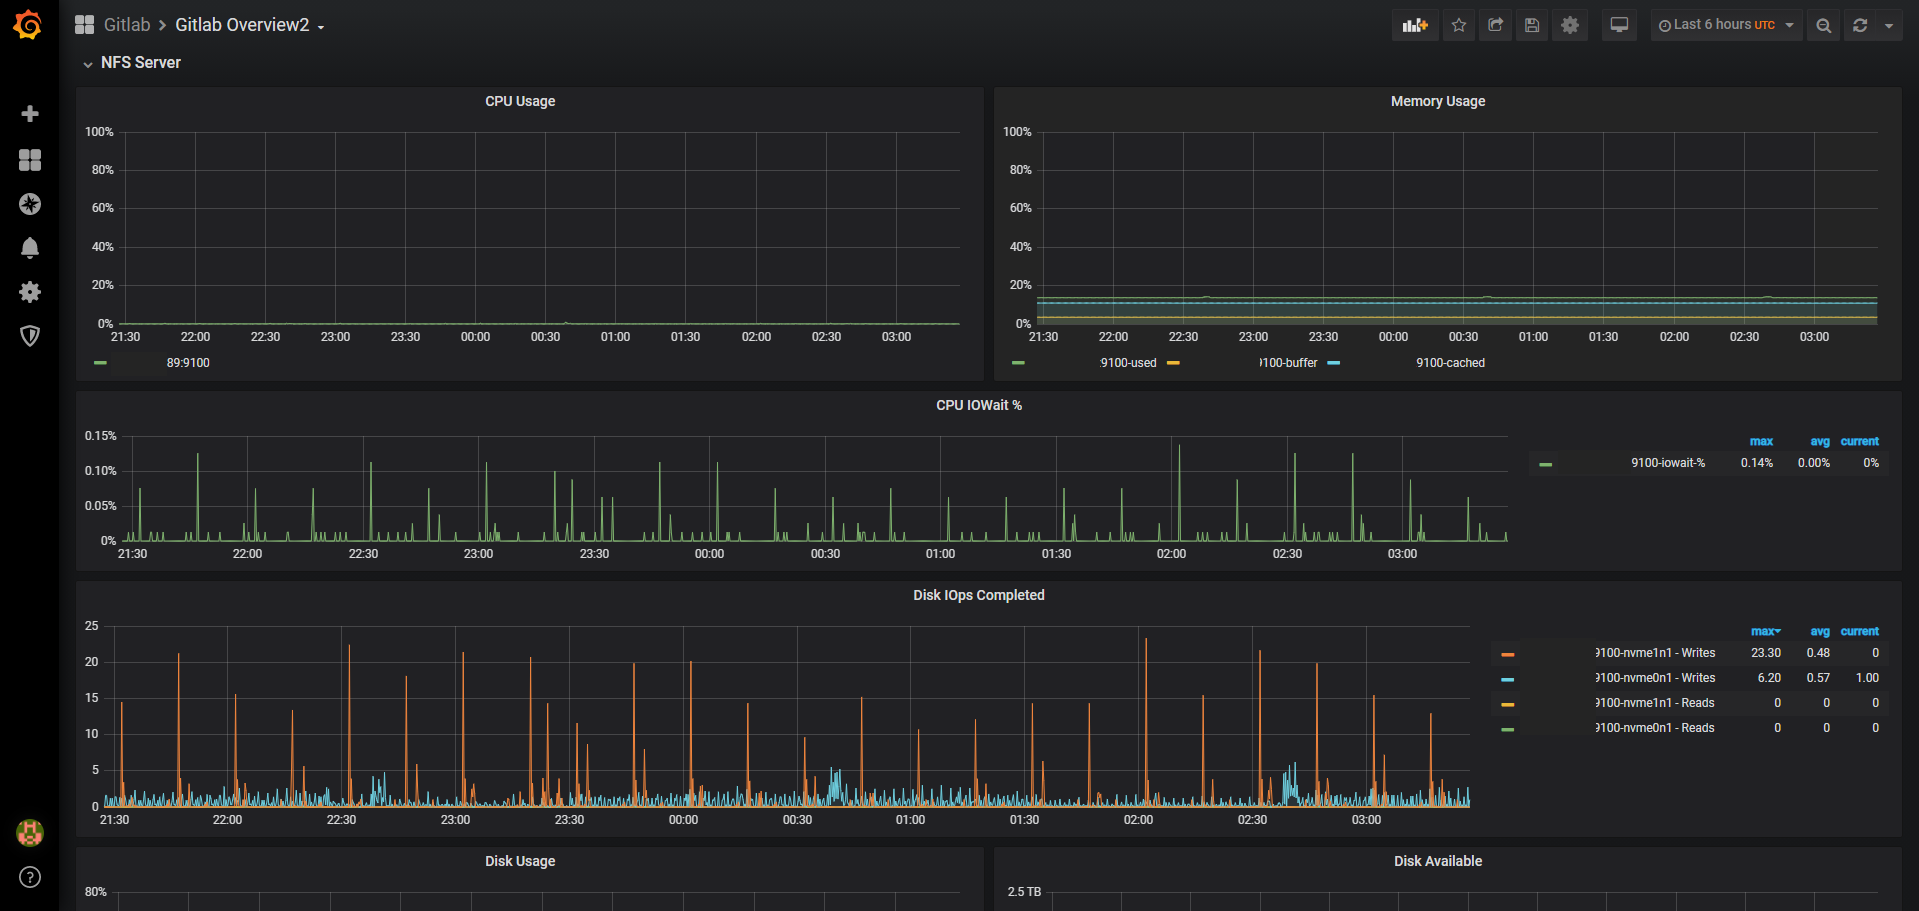 Gitlab > Gitlab Overview2
Last 6 hours UTC
NFS Server
CPU Usage
100%
80%
60%
40%
20%
0%
21:30 22:00 22:30 23:00 23:30 00:00 00:30 01:00 01:30 02:00 02:30 03:00
89:9100
Memory Usage
100%
80%
60%
40%
20%
0%
21:30 22:00 22:30 23:00 23:30 00:00 00:30 01:00 01:30 02:00 02:30 03:00
:9100-used 9100-buffer 9100-cached
CPU IOWait %
0.15%
0.10%
0.05%
0%
21:30 22:00 22:30 23:00 23:30 00:00 00:30 01:00 01:30 02:00 02:30 03:00
max avg current
9100-iowait-% 0.14% 0.00% 0%
Disk IOps Completed
25
20
15
10
5
0
21:30 22:00 22:30 23:00 23:30 00:00 00:30 01:00 01:30 02:00 02:30 03:00
max avg current
9100-nvme1n1 - Writes 23.30 0.48 0
9100-nvme0n1 - Writes 6.20 0.57 1.00
9100-nvme1n1 - Reads 0 0 0
9100-nvme0n1 - Reads 0 0 0
Disk Usage
80%
Disk Available
2.5 TB